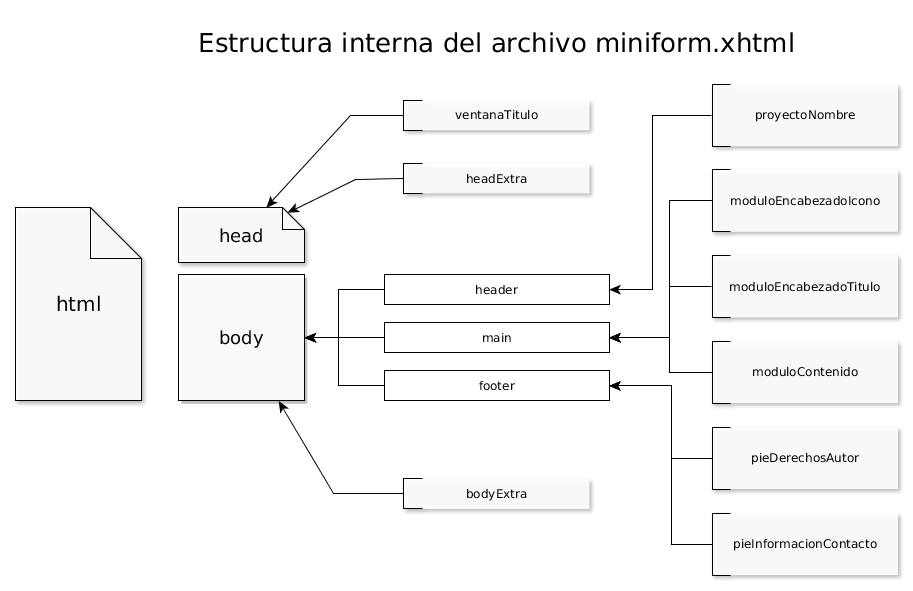 Estructura interna del archivo miniform.xhtml
ventanaTitulo
headExtra
html
head
body
header
main
footer
bodyExtra
proyectoNombre
moduloEncabezadoIcono
moduloEncabezadoTitulo
moduloContenido
pieDerechosAutor
pieInformacionContacto